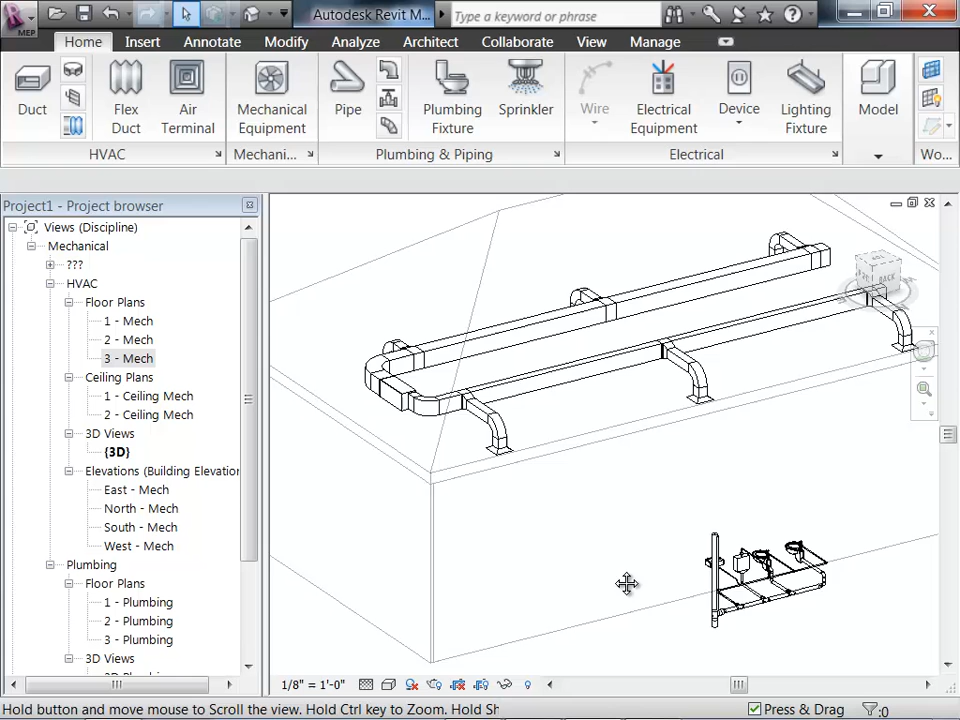 MEP
Autodesk Revit M...
Type a keyword or phrase
Home Insert Annotate Modify Analyze Architect Collaborate View Manage
Duct
Flex Duct
Air Terminal
Mechanical Equipment
Pipe
Plumbing Fixture
Sprinkler
Wire
Electrical Equipment
Device
Lighting Fixture
Model
HVAC
Mechani...
Plumbing & Piping
Electrical
Wo...
Project1 - Project browser
Views (Discipline)
Mechanical
???
HVAC
Floor Plans
1 - Mech
2 - Mech
3 - Mech
Ceiling Plans
1 - Ceiling Mech
2 - Ceiling Mech
3D Views
{3D}
Elevations (Building Elevation
East - Mech
North - Mech
South - Mech
West - Mech
Plumbing
Floor Plans
1 - Plumbing
2 - Plumbing
3 - Plumbing
3D Views
BACK
1/8" = 1'-0"
Hold button and move mouse to Scroll the view. Hold Ctrl key to Zoom. Hold Sh
Press & Drag
:0